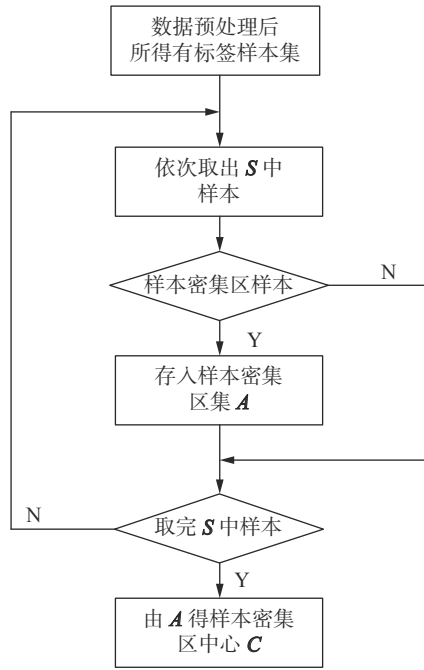 数据预处理后
所得有标签样本集
依次取出 S 中
样本
样本密集区样本
N
Y
存入样本密集
区集 A
N
取完 S 中样本
Y
由 A 得样本密集
区中心 C